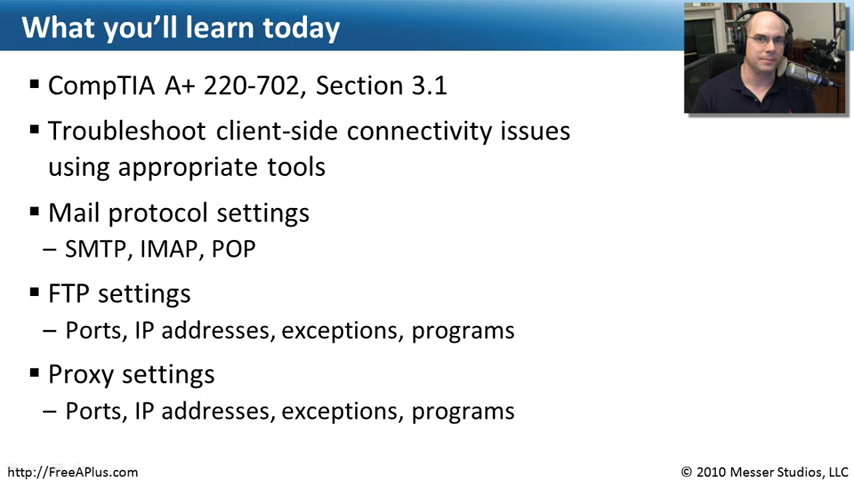 What you'll learn today
▪ CompTIA A+ 220-702, Section 3.1
▪ Troubleshoot client-side connectivity issues
using appropriate tools
▪ Mail protocol settings
– SMTP, IMAP, POP
▪ FTP settings
– Ports, IP addresses, exceptions, programs
▪ Proxy settings
– Ports, IP addresses, exceptions, programs
http://FreeAPlus.com
© 2010 Messer Studios, LLC